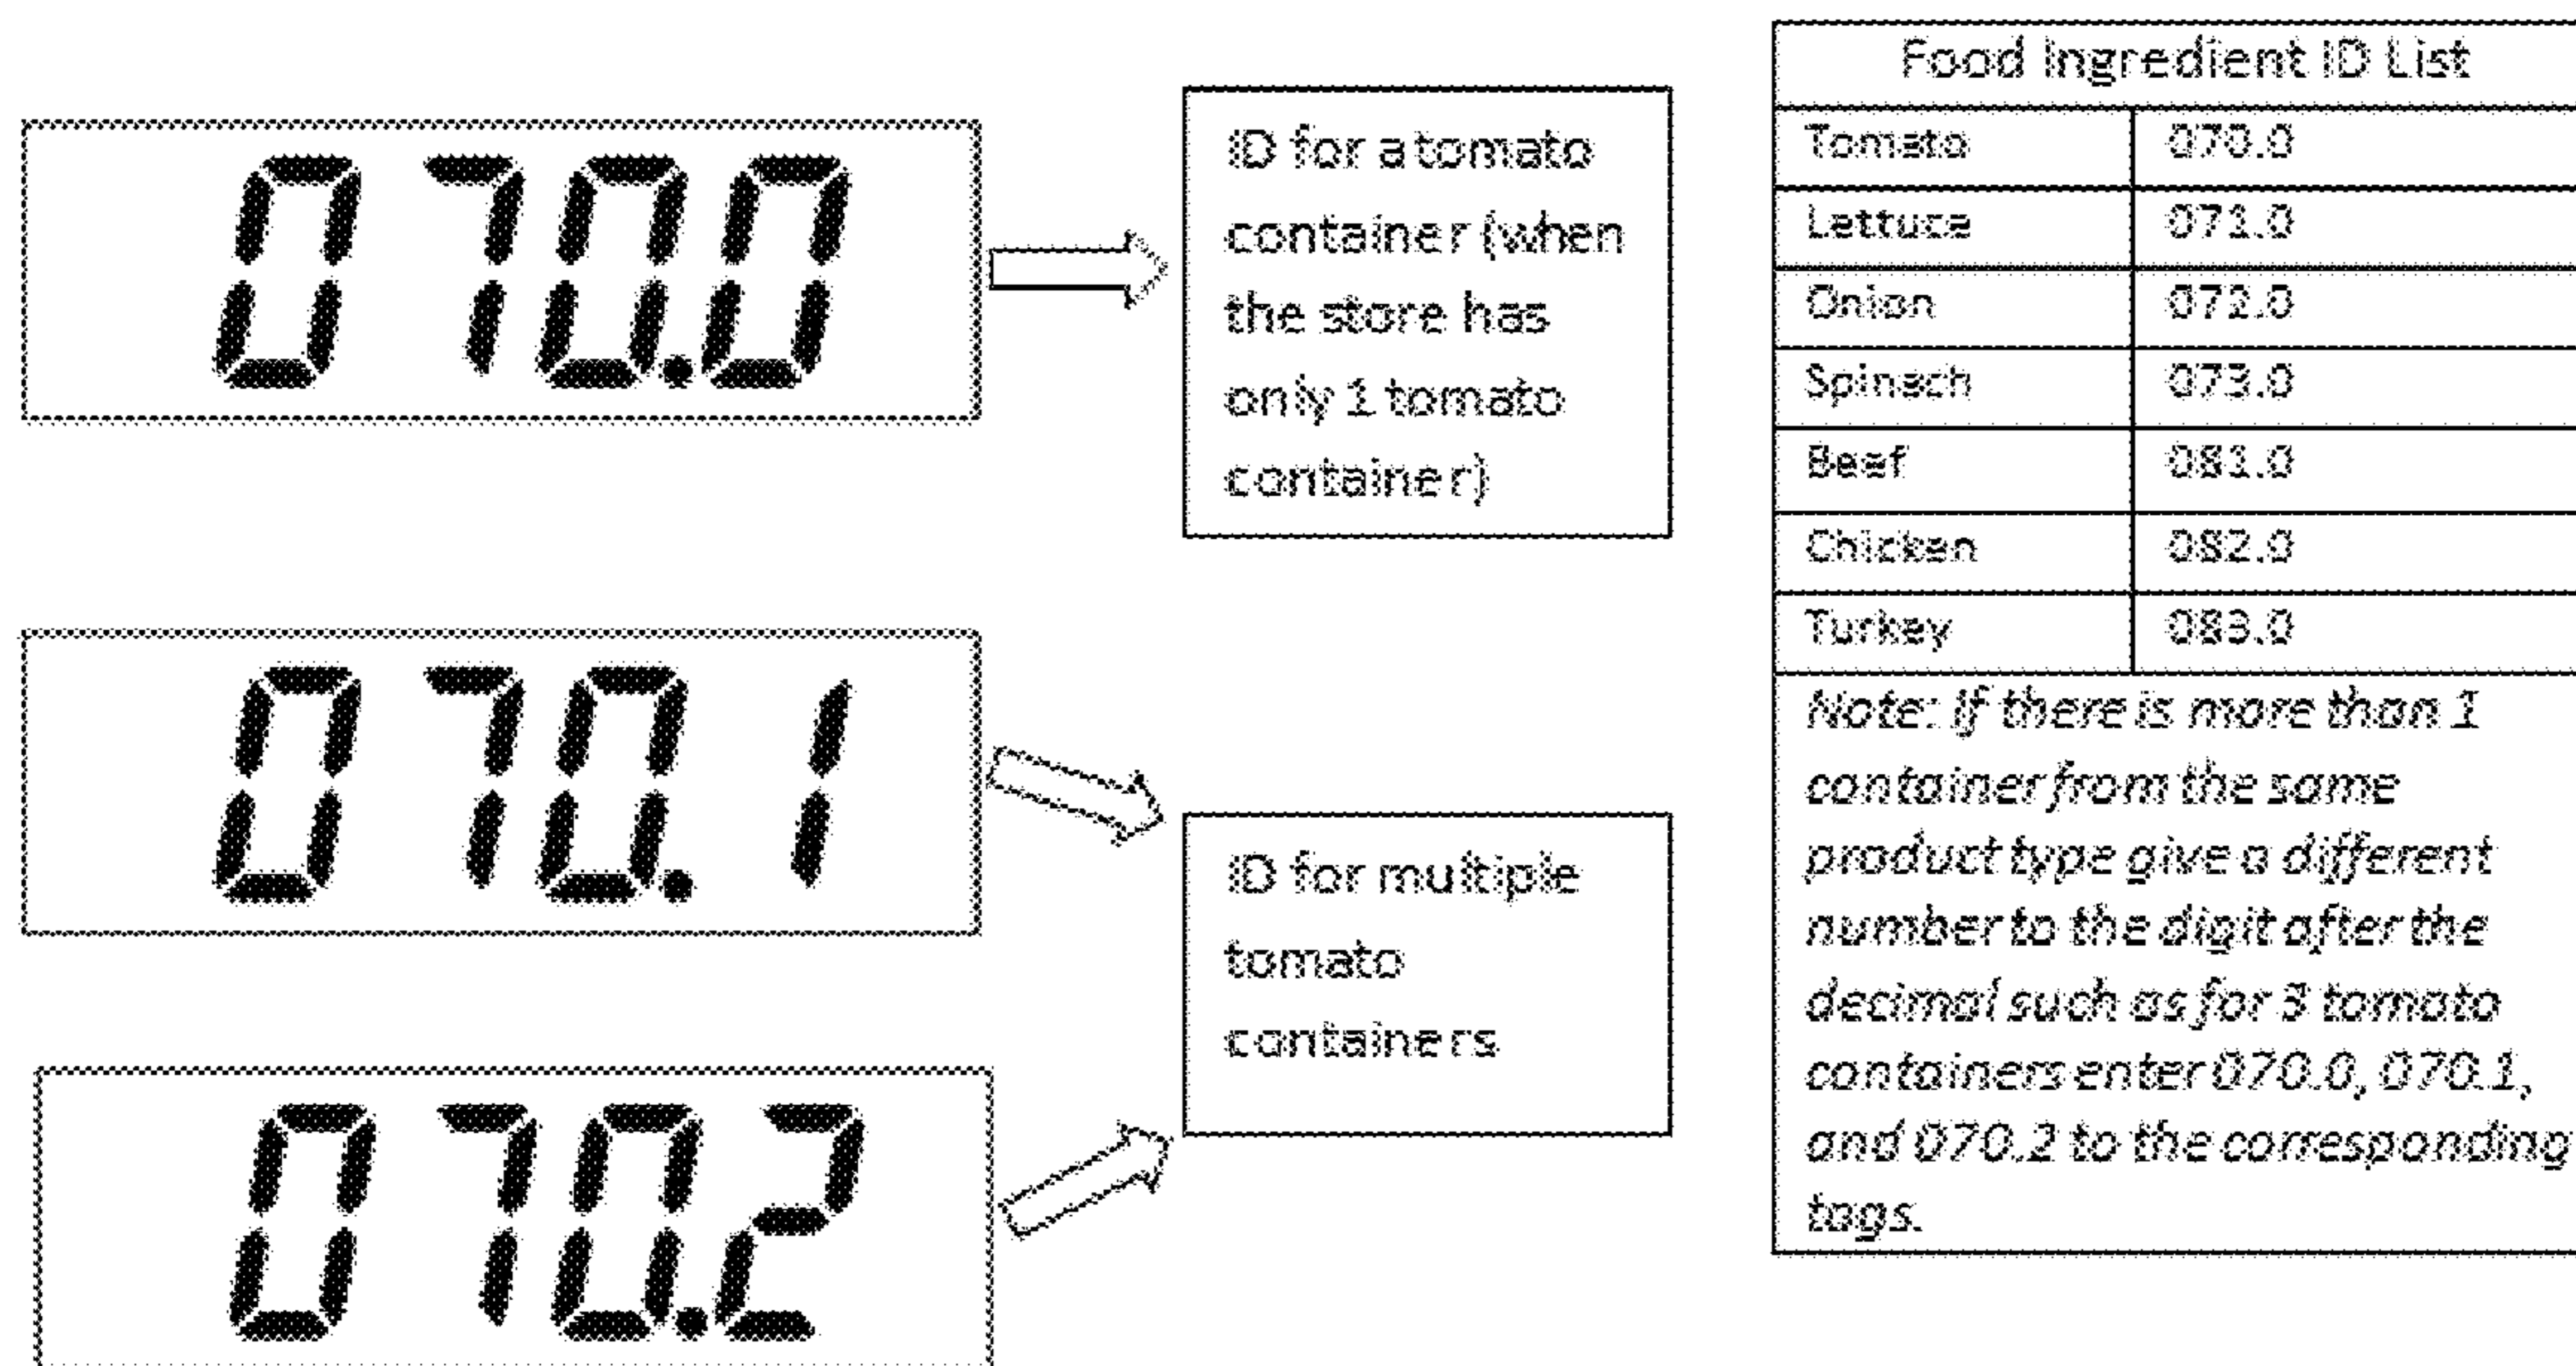 070.0
ID for a tomato
container (when
the store has
only 1 tomato
container)
070.1
070.2
ID for multiple
tomato
containers
Food Ingredient ID List
Tomato 070.0
Lettuce 071.0
Onion 072.0
Spinach 073.0
Beef 081.0
Chicken 082.0
Turkey 083.0
Note: If there is more than 1
container from the same
product type give a different
number to the digit after the
decimal such as for 3 tomato
containers enter 070.0, 070.1,
and 070.2 to the corresponding
tags.